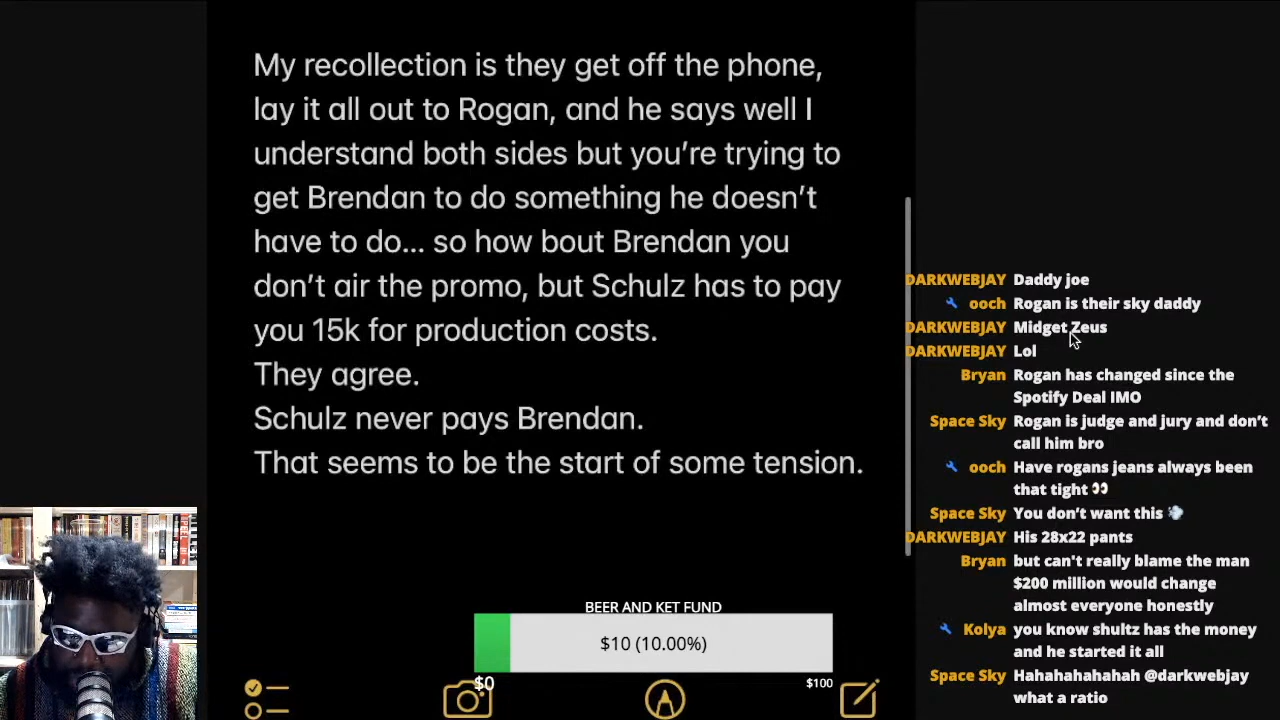 My recollection is they get off the phone,
lay it all out to Rogan, and he says well I
understand both sides but you’re trying to
get Brendan to do something he doesn’t
have to do... so how bout Brendan you
don’t air the promo, but Schulz has to pay
you 15k for production costs.
They agree.
Schulz never pays Brendan.
That seems to be the start of some tension.
BEER AND KET FUND
$10 (10.00%)
$0
$100
DARKWEBJAY Daddy joe
ooch Rogan is their sky daddy
DARKWEBJAY Midget Zeus
DARKWEBJAY Lol
Bryan Rogan has changed since the
Spotify Deal IMO
Space Sky Rogan is judge and jury and don’t
call him bro
ooch Have rogans jeans always been
that tight 👀
Space Sky You don’t want this 💨
DARKWEBJAY His 28x22 pants
Bryan but can't really blame the man
$200 million would change
almost everyone honestly
Kolya you know shultz has the money
and he started it all
Space Sky Hahahahahahah @darkwebjay
what a ratio